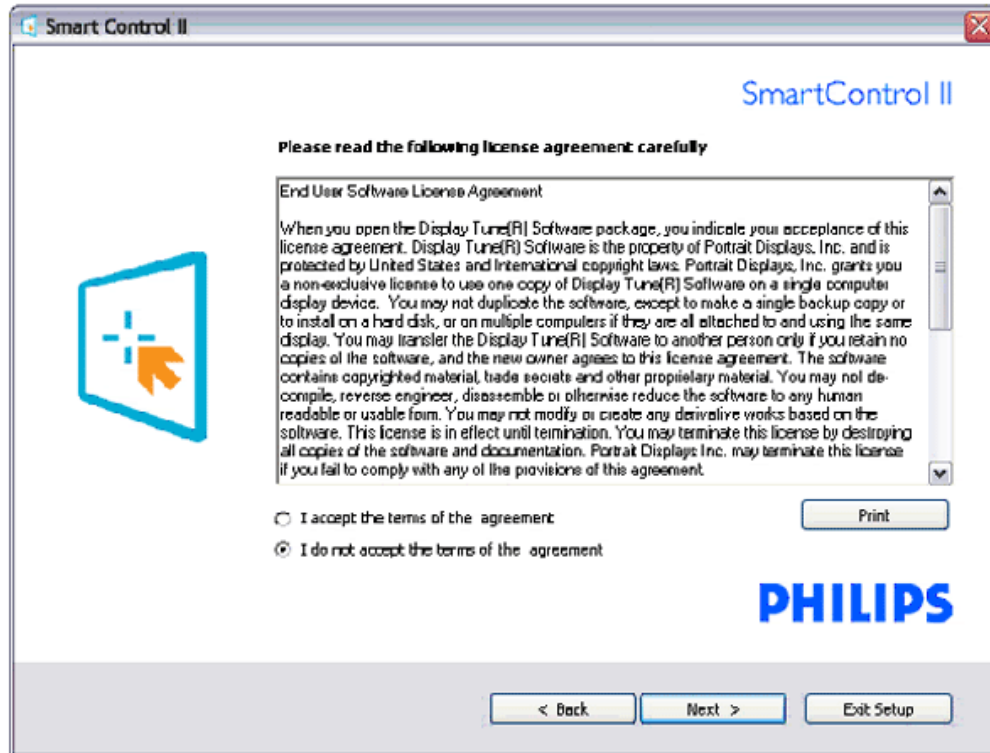 Smart Control II
SmartControl II
Please read the following license agreement carefully
End User Software License Agreement
When you open the Display Tune(R) Software package, you indicate your acceptance of this
license agreement. Display Tune(R) Software is the property of Portrait Displays, Inc. and is
protected by United States and International copyright laws. Portrait Displays, Inc. grants you
a non-exclusive license to use one copy of Display Tune(R) Software on a single computer
display device. You may not duplicate the software, except to make a single backup copy or
to install on a hard disk, or on multiple computers if they are all attached to and using the same
display. You may transfer the Display Tune(R) Software to another person only if you retain no
copies of the software, and the new owner agrees to this license agreement. The software
contains copyrighted material, trade secrets and other proprietary material. You may not de-
compile, reverse engineer, disassemble or otherwise reduce the software to any human
readable or usable form. You may not modify or create any derivative works based on the
software. This license is in effect until termination. You may terminate this license by destroying
all copies of the software and documentation. Portrait Displays Inc. may terminate this license
if you fail to comply with any of the provisions of this agreement.
I accept the terms of the agreement
Print
I do not accept the terms of the agreement
PHILIPS
< Back
Next >
Exit Setup